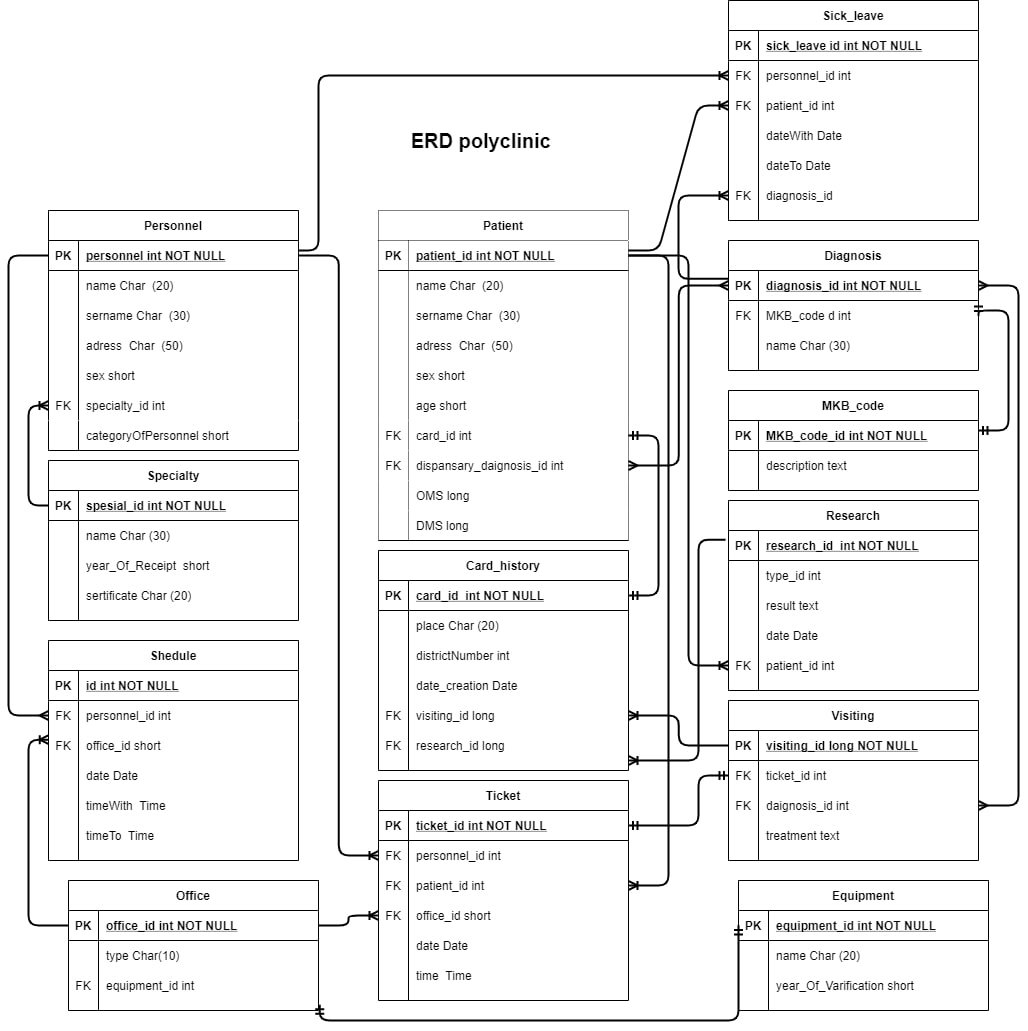 Sick_leave
PK sick_leave id int NOT NULL
FK personnel_id int
FK patient_id int
dateWith Date
dateTo Date
FK diagnosis_id
ERD polyclinic
Personnel
PK personnel int NOT NULL
name Char (20)
sername Char (30)
adress Char (50)
sex short
FK specialty_id int
categoryOfPersonnel short
Patient
PK patient_id int NOT NULL
name Char (20)
sername Char (30)
adress Char (50)
sex short
age short
FK card_id int
FK dispansary_daignosis_id int
OMS long
DMS long
Diagnosis
PK diagnosis_id int NOT NULL
FK MKB_code d int
name Char (30)
MKB_code
PK MKB_code_id int NOT NULL
description text
Specialty
PK spesial_id int NOT NULL
name Char (30)
year_Of_Receipt short
sertificate Char (20)
Card_history
PK card_id int NOT NULL
place Char (20)
districtNumber int
date_creation Date
FK visiting_id long
FK research_id long
Research
PK research_id int NOT NULL
type_id int
result text
date Date
FK patient_id int
Shedule
PK id int NOT NULL
FK personnel_id int
FK office_id short
date Date
timeWith Time
timeTo Time
Visiting
PK visiting_id long NOT NULL
FK ticket_id int
FK daignosis_id int
treatment text
Ticket
PK ticket_id int NOT NULL
FK personnel_id int
FK patient_id int
FK office_id short
date Date
time Time
Office
PK office_id int NOT NULL
type Char(10)
FK equipment_id int
Equipment
PK equipment_id int NOT NULL
name Char (20)
year_Of_Varification short